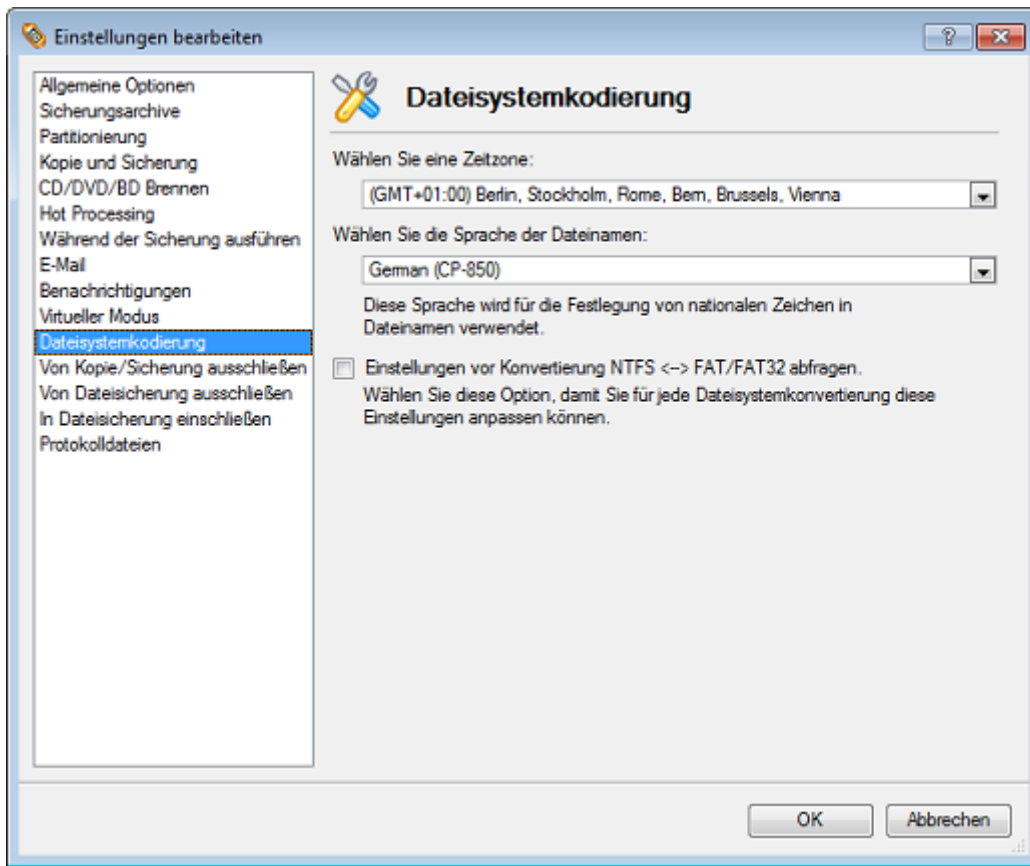 Einstellungen bearbeiten
Allgemeine Optionen
Sicherungsarchive
Partitionierung
Kopie und Sicherung
CD/DVD/BD Brennen
Hot Processing
Während der Sicherung ausführen
E-Mail
Benachrichtigungen
Virtueller Modus
Dateisystemkodierung
Von Kopie/Sicherung ausschließen
Von Dateisicherung ausschließen
In Dateisicherung einschließen
Protokolldateien
Dateisystemkodierung
Wählen Sie eine Zeitzone:
(GMT+01:00) Berlin, Stockholm, Rome, Bern, Brussels, Vienna
Wählen Sie die Sprache der Dateinamen:
German (CP-850)
Diese Sprache wird für die Festlegung von nationalen Zeichen in
Dateinamen verwendet.
Einstellungen vor Konvertierung NTFS <--> FAT/FAT32 abfragen.
Wählen Sie diese Option, damit Sie für jede Dateisystemkonvertierung diese
Einstellungen anpassen können.
OK
Abbrechen